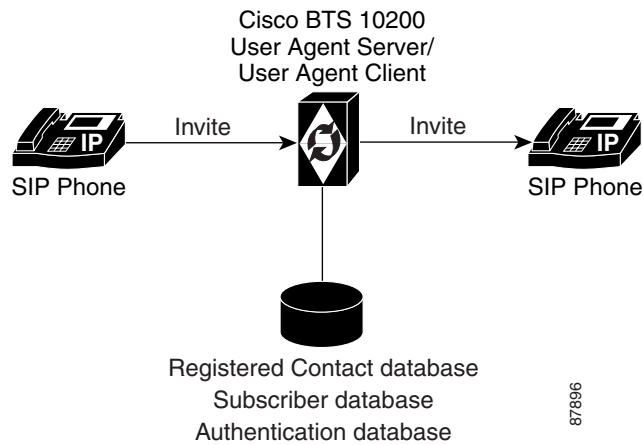 Cisco BTS 10200
User Agent Server/
User Agent Client
IP
Invite
Invite
IP
SIP Phone
SIP Phone
Registered Contact database
Subscriber database
Authentication database
87896